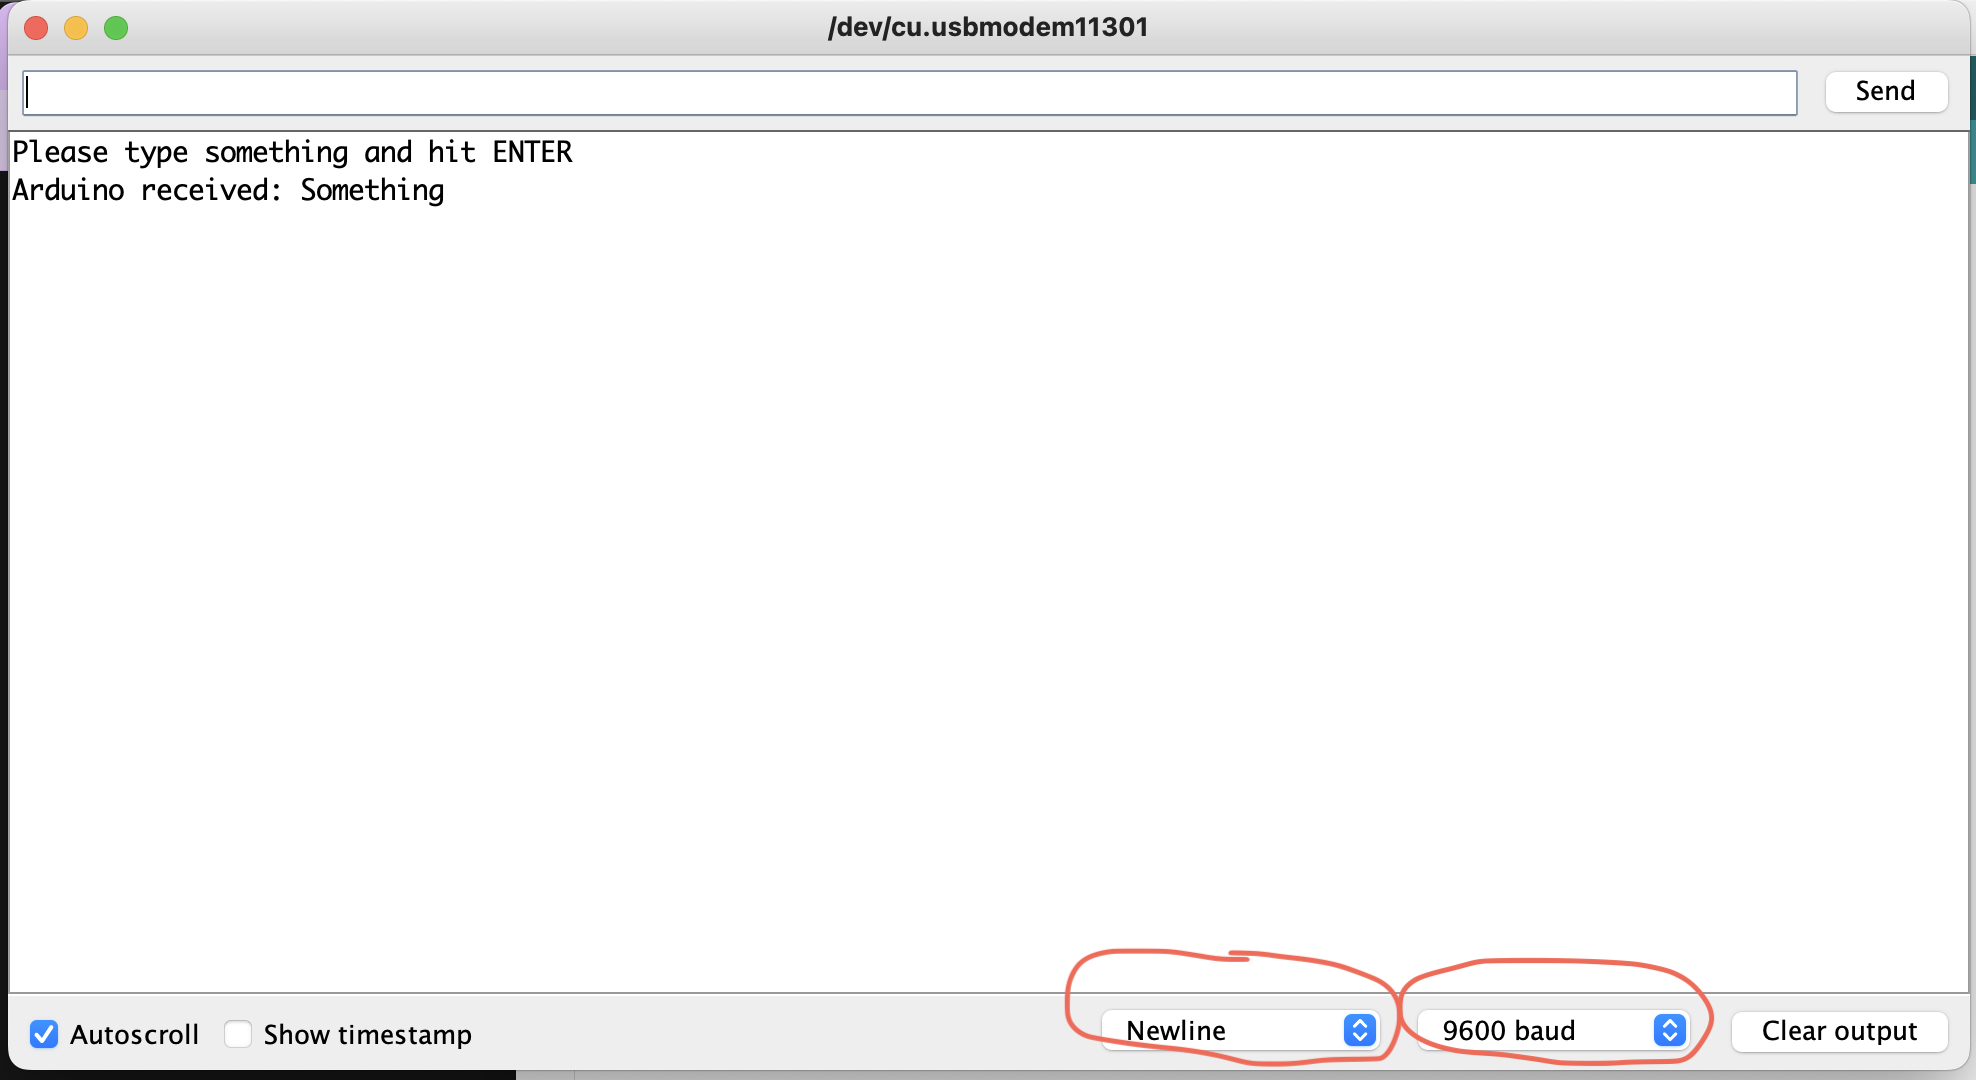 /dev/cu.usbmodem11301
Send
Please type something and hit ENTER
Arduino received: Something
Autoscroll Show timestamp Newline 9600 baud Clear output